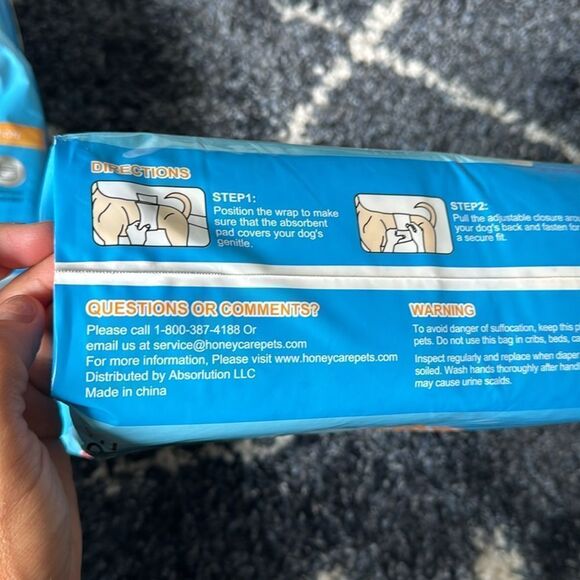 DIRECTIONS
STEP1:
Position the wrap to make
sure that the absorbent
pad covers your dog's
genitle.
STEP2:
Pull the adjustable closure
your dog's back and fasten for
a secure fit.
QUESTIONS OR COMMENTS?
Please call 1-800-387-4188 Or
email us at service@honeycarepets.com
For more information, Please visit www.honeycarepets.com
Distributed by Absorlution LLC
Made in china
WARNING
To avoid danger of suffocation, keep this
pets. Do not use this bag in cribs, beds,
Inspect regularly and replace when diaper
soiled. Wash hands thoroughly after
may cause urine scalds.